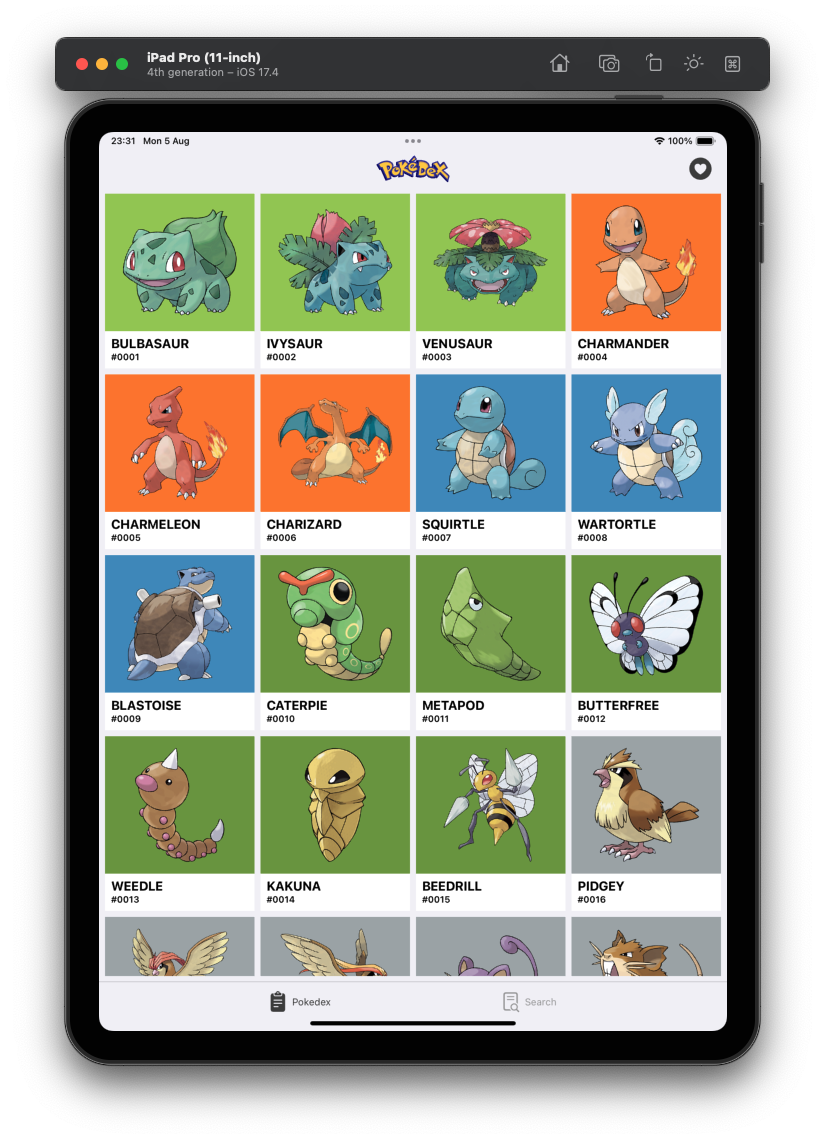 iPad Pro (11-inch)
4th generation – iOS 17.4
23:31 Mon 5 Aug
100%
PokéDex
BULBASAUR
#0001
IVYSAUR
#0002
VENUSAUR
#0003
CHARMANDER
#0004
CHARMELEON
#0005
CHARIZARD
#0006
SQUIRTLE
#0007
WARTORTLE
#0008
BLASTOISE
#0009
CATERPIE
#0010
METAPOD
#0011
BUTTERFREE
#0012
WEEDLE
#0013
KAKUNA
#0014
BEEDRILL
#0015
PIDGEY
#0016
Pokedex
Search